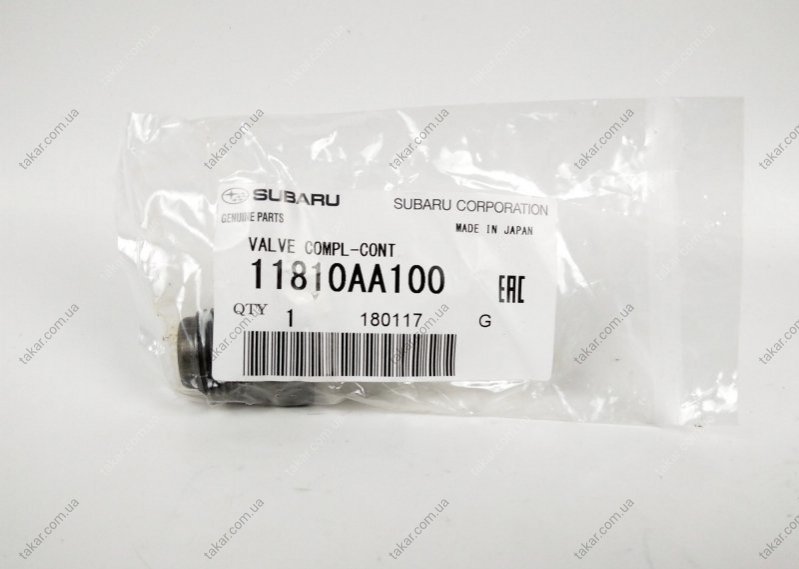 SUBARU
GENUINE PARTS
SUBARU CORPORATION
MADE IN JAPAN
VALVE COMPL-CONT
11810AA100
EAC
QTY 1 180117 G
takar.com.ua